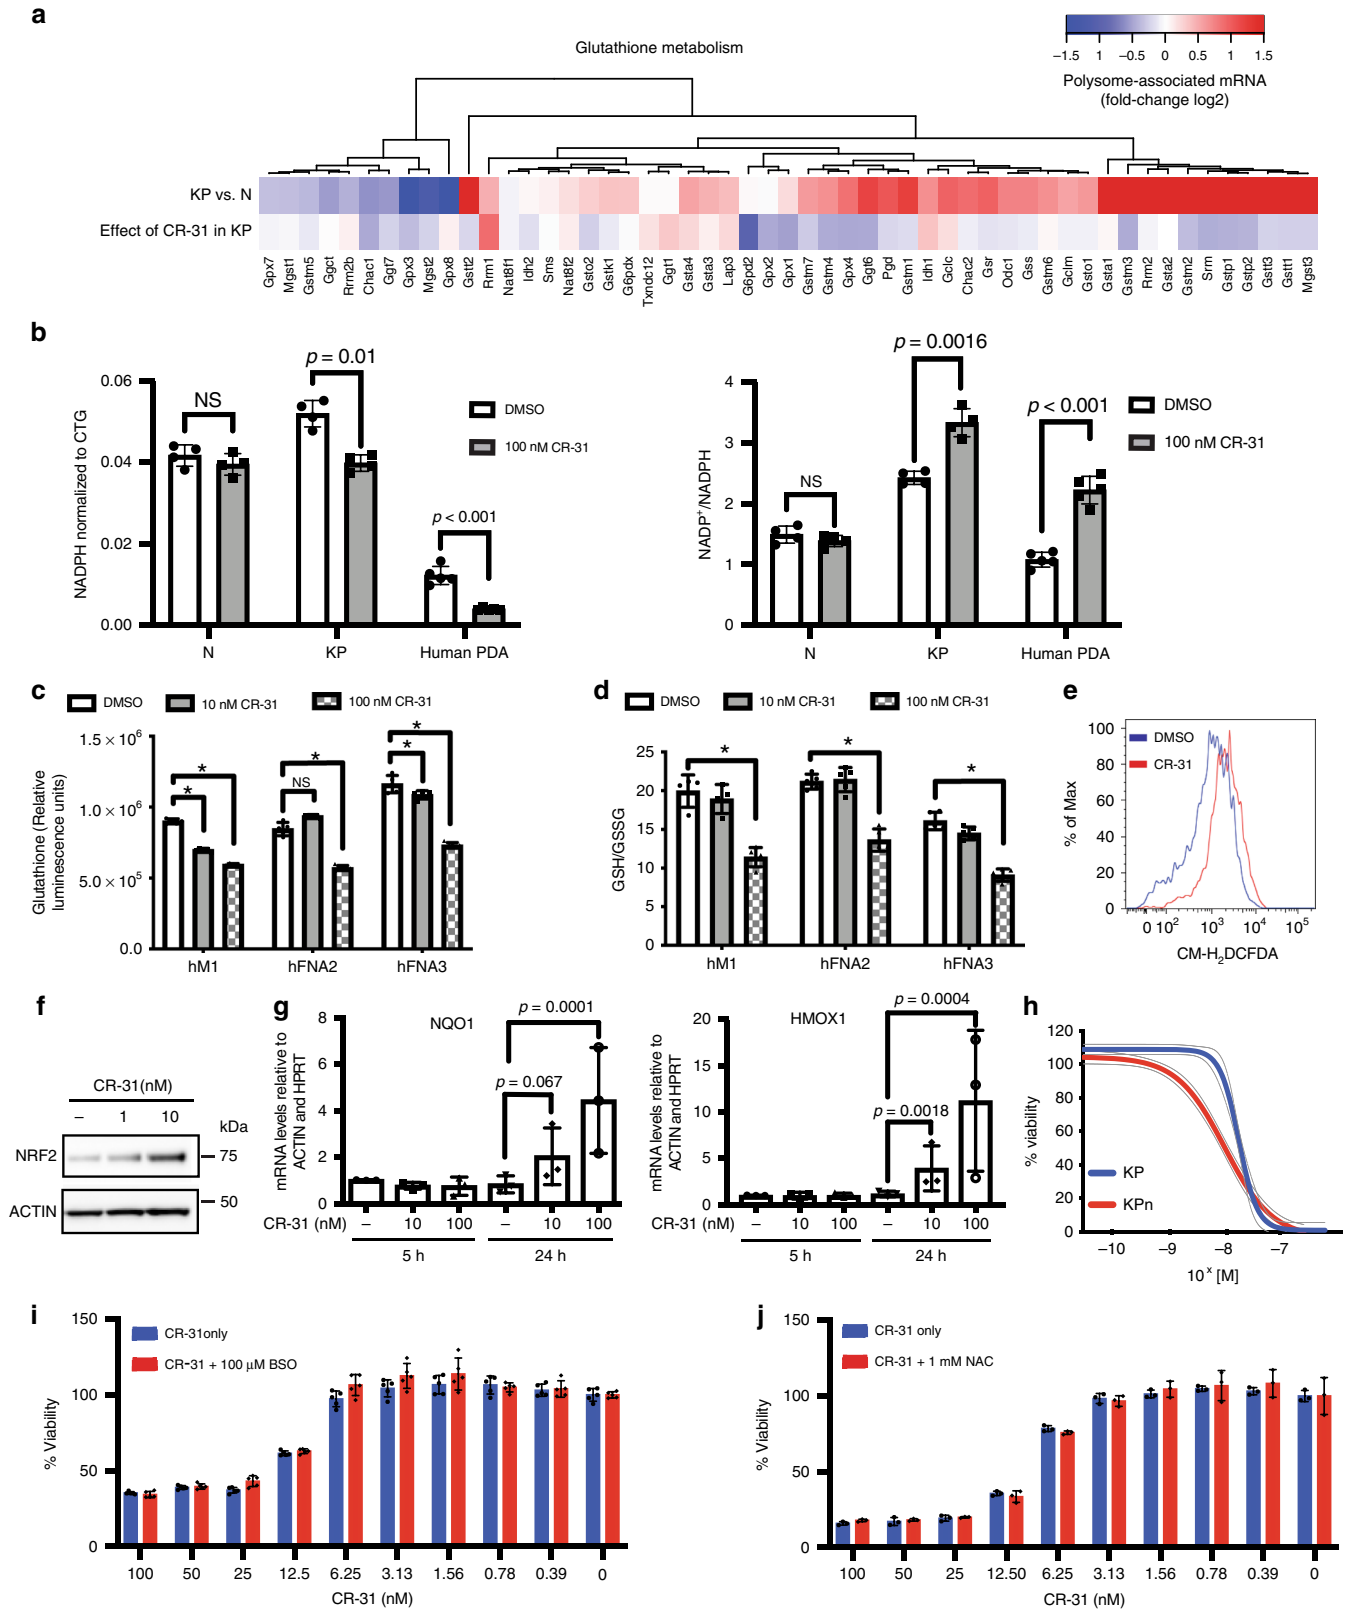 a
Glutathione metabolism
−1.5 1 −0.5 0 0.5 1 1.5
Polysome-associated mRNA
(fold-change log2)
KP vs. N
Effect of CR-31 in KP
Gpx7 Mgst1 Gstm5 Ggct Rrm2b Chac1 Ggt7 Gpx3 Mgst2 Gpx8 Gstt2 Rrm1 Nat8f1 Idh2 Sms Nat8f2 Gsto2 Gstk1 G6pdx Txndc12 Ggt1 Gsta4 Gsta3 Lap3 G6pd2 Gpx2 Gpx1 Gstm7 Gstm4 Gpx4 Ggt6 Pgd Gstm1 Idh1 Gclc Chac2 Gsr Odc1 Gss Gstm6 Gclm Gsto1 Gsta1 Gstm3 Rrm2 Gsta2 Gstm2 Srm Gstp1 Gstp2 Gstt3 Gstt1 Mgst3
b
NADPH normalized to CTG
0.06
0.04
0.02
0.00
NS
p = 0.01
p < 0.001
DMSO
100 nM CR-31
N KP Human PDA
NADP+/NADPH
4
3
2
1
0
NS
p = 0.0016
p < 0.001
DMSO
100 nM CR-31
N KP Human PDA
c
DMSO 10 nM CR-31 100 nM CR-31
Glutathione (Relative
luminescence units)
1.5 × 10^6
1.0 × 10^6
5.0 × 10^5
0.0
* * NS * * *
hM1 hFNA2 hFNA3
d
DMSO 10 nM CR-31 100 nM CR-31
GSH/GSSG
25
20
15
10
5
0
* * *
hM1 hFNA2 hFNA3
e
% of Max
100
80
60
40
20
0
DMSO
CR-31
0 10^2 10^3 10^4 10^5
CM-H2DCFDA
f
CR-31(nM)
– 1 10
kDa
NRF2 75
50
ACTIN
g
NQO1
mRNA levels relative to
ACTIN and HPRT
8
6
4
2
0
p = 0.0001
p = 0.067
CR-31 (nM) – 10 100 – 10 100
5 h 24 h
HMOX1
mRNA levels relative to
ACTIN and HPRT
20
15
10
5
0
p = 0.0004
p = 0.0018
CR-31 (nM) – 10 100 – 10 100
5 h 24 h
h
% viability
120
100
80
60
40
20
0
KP
KPn
−10 −9 −8 −7
10^x [M]
i
% Viability
150
100
50
0
CR-31only
CR-31 + 100 µM BSO
100 50 25 12.5 6.25 3.13 1.56 0.78 0.39 0
CR-31 (nM)
j
% Viability
150
100
50
0
CR-31 only
CR-31 + 1 mM NAC
100 50 25 12.50 6.25 3.13 1.56 0.78 0.39 0
CR-31 (nM)